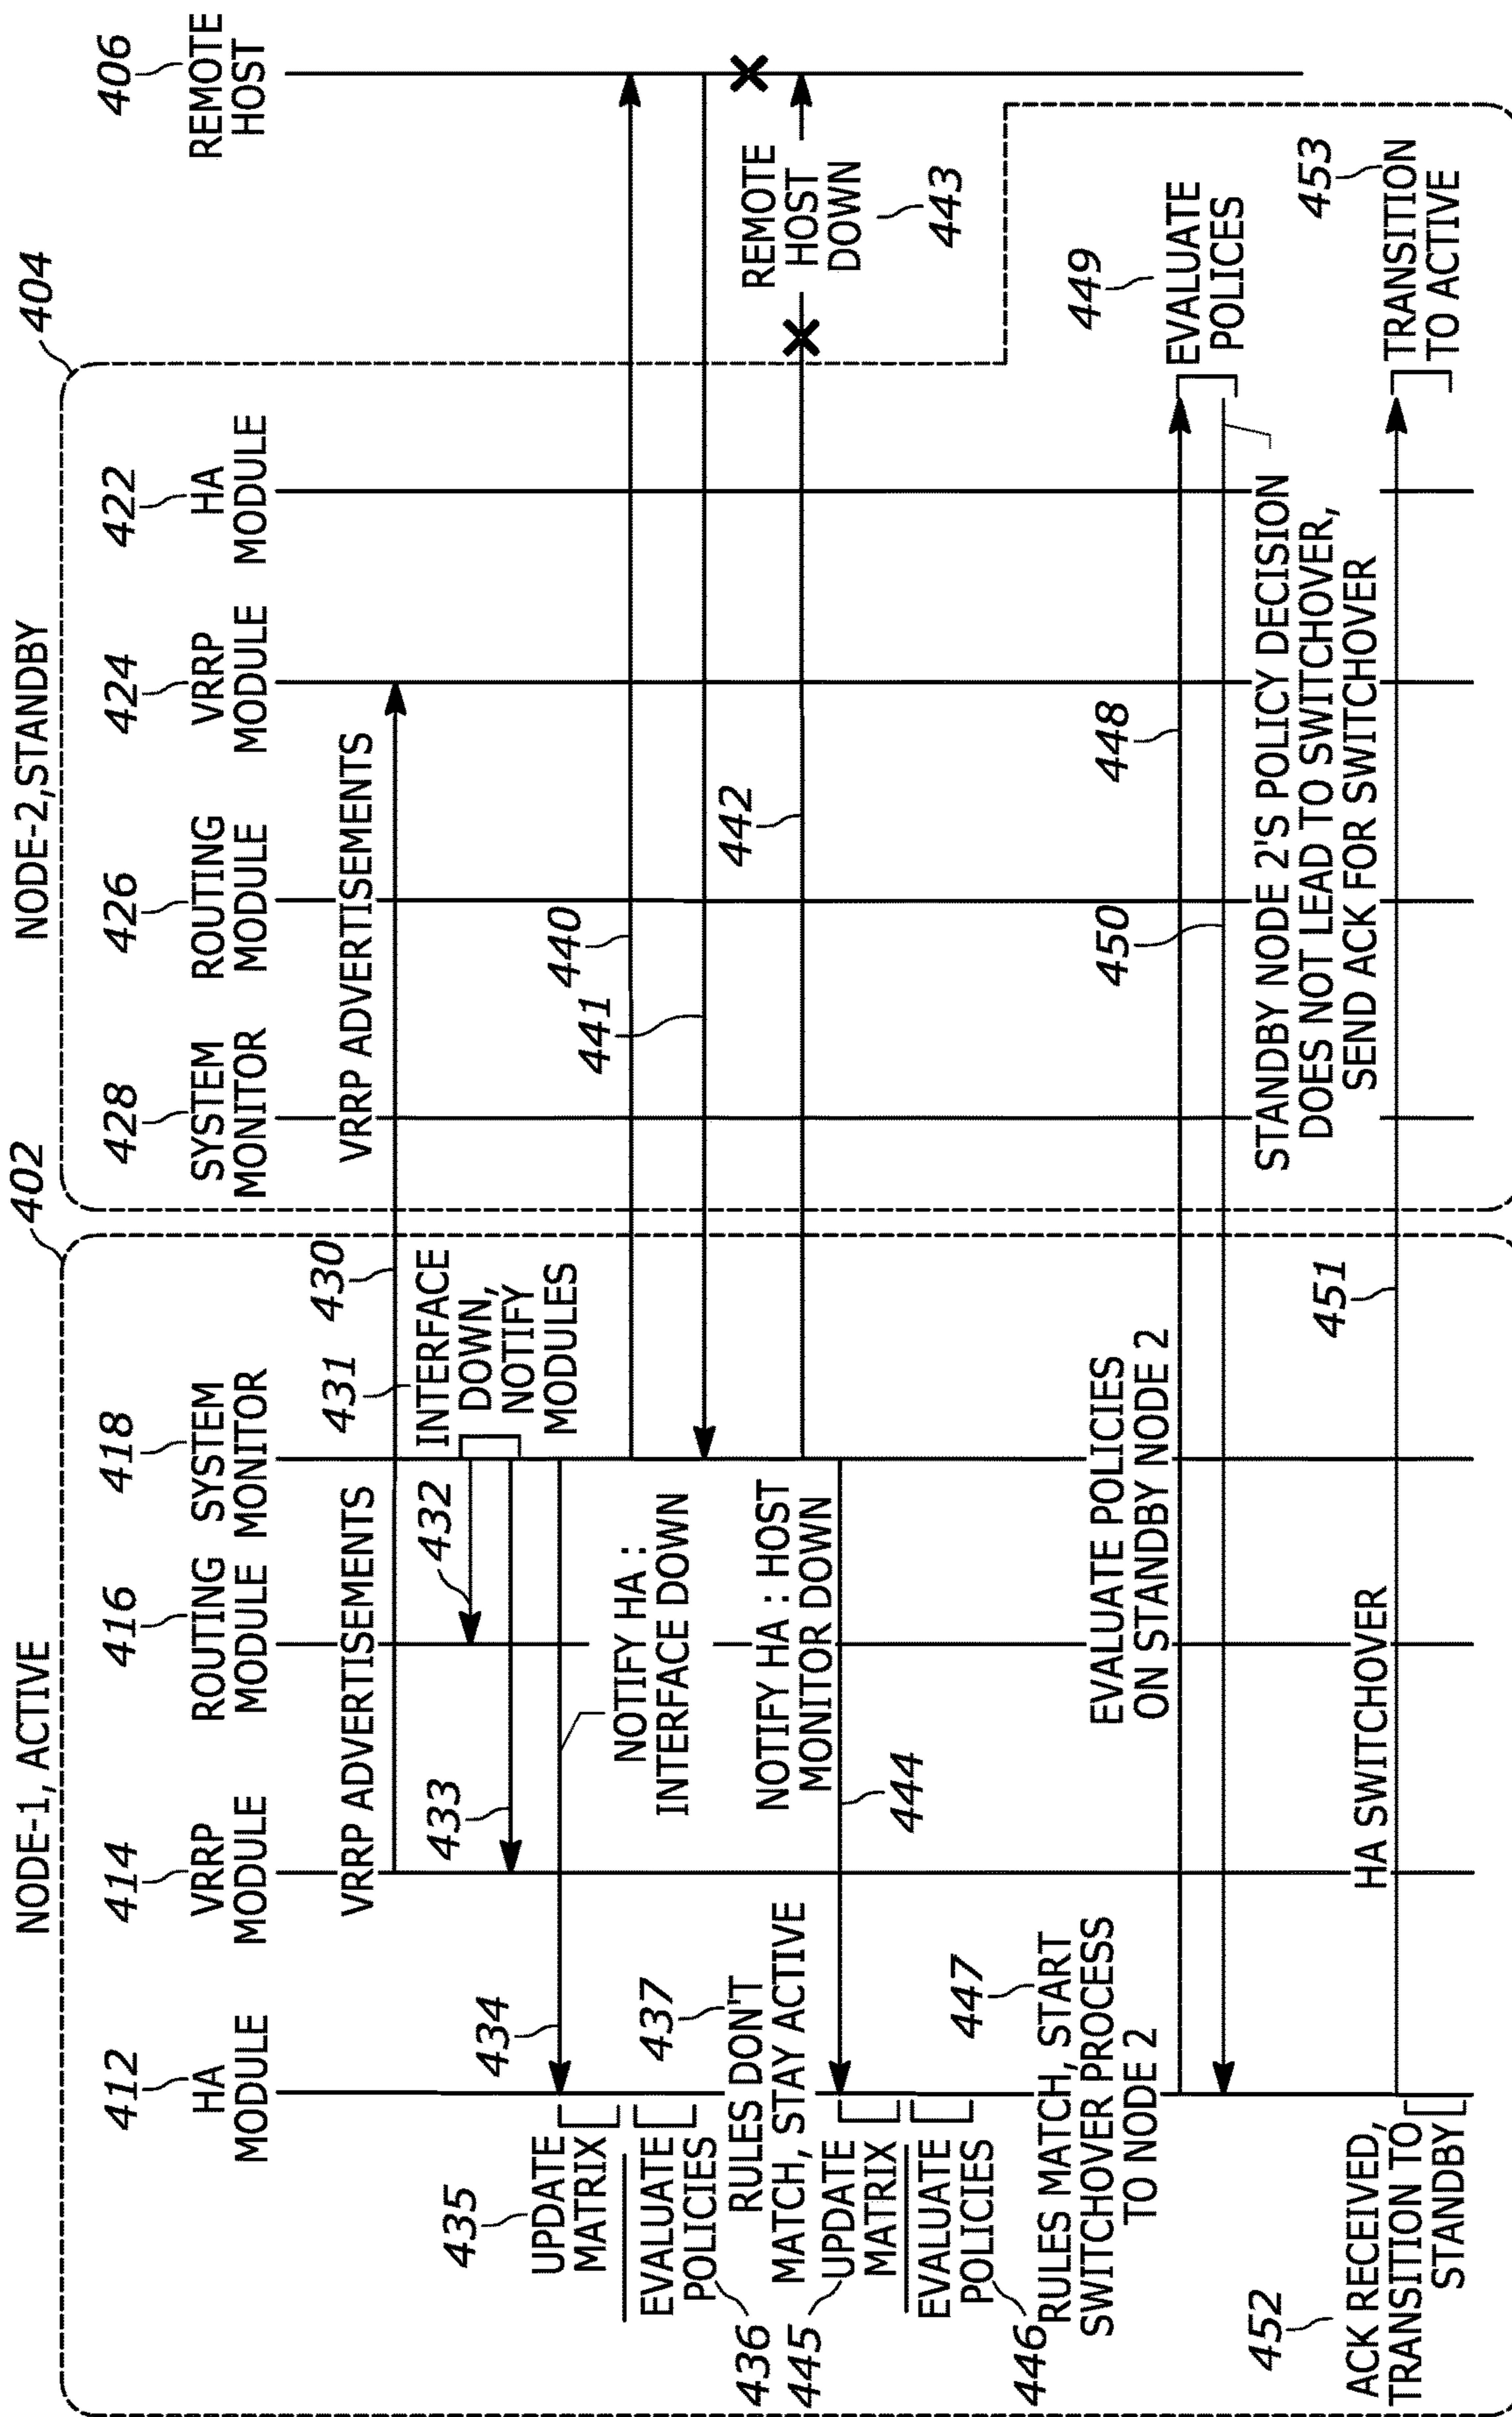 NODE-1, ACTIVE
402
NODE-2,STANDBY
404
412
HA
MODULE
414
VRRP
MODULE
416
ROUTING
MODULE
418
SYSTEM
MONITOR
428
SYSTEM
MONITOR
426
ROUTING
MODULE
424
VRRP
MODULE
422
HA
MODULE
406
REMOTE
HOST
VRRP ADVERTISEMENTS
430
VRRP ADVERTISEMENTS
431
INTERFACE
DOWN,
NOTIFY
MODULES
432
433
434
435
UPDATE
MATRIX
NOTIFY HA :
INTERFACE DOWN
EVALUATE
POLICIES
436
437
RULES DON'T
MATCH, STAY ACTIVE
440
441
442
REMOTE
HOST
DOWN
443
NOTIFY HA : HOST
MONITOR DOWN
444
445
UPDATE
MATRIX
EVALUATE
POLICIES
446
447
RULES MATCH, START
SWITCHOVER PROCESS
TO NODE 2
EVALUATE POLICIES
ON STANDBY NODE 2
448
449
EVALUATE
POLICES
450
STANDBY NODE 2'S POLICY DECISION
DOES NOT LEAD TO SWITCHOVER,
SEND ACK FOR SWITCHOVER
HA SWITCHOVER
451
452
ACK RECEIVED,
TRANSITION TO
STANDBY
453
TRANSITION
TO ACTIVE